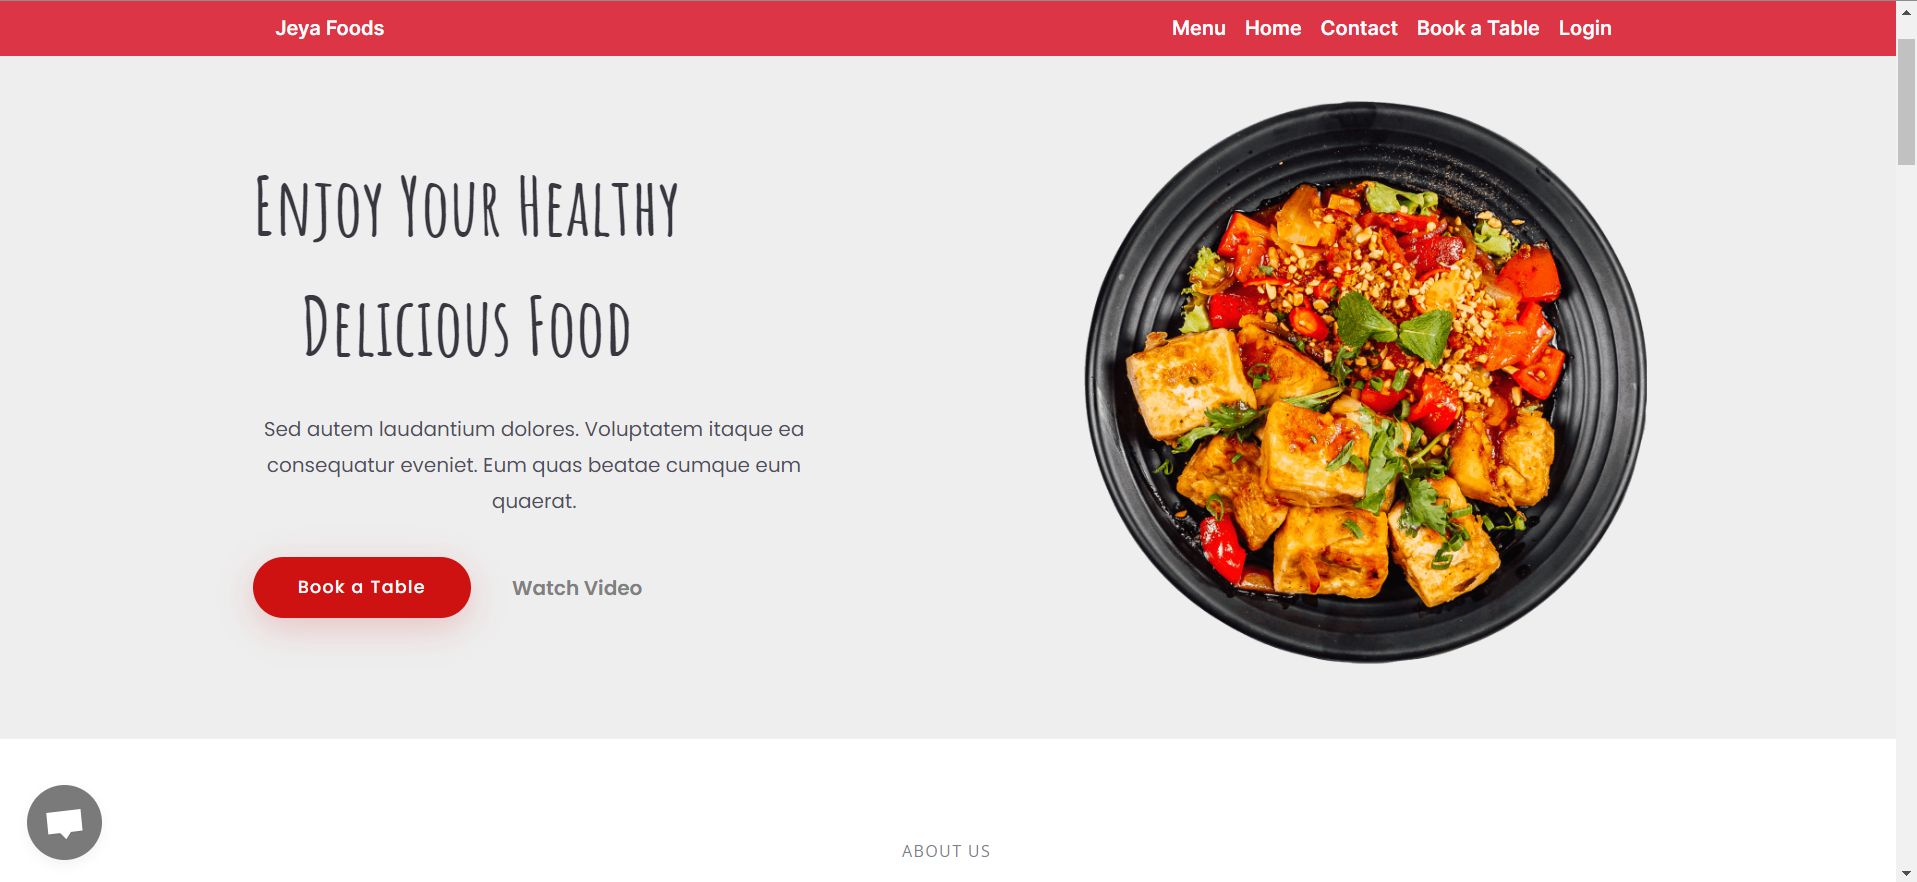 Jeya Foods
Menu Home Contact Book a Table Login
Enjoy Your Healthy
Delicious Food
Sed autem laudantium dolores. Voluptatem itaque ea
consequatur eveniet. Eum quas beatae cumque eum
quaerat.
Book a Table
Watch Video
ABOUT US